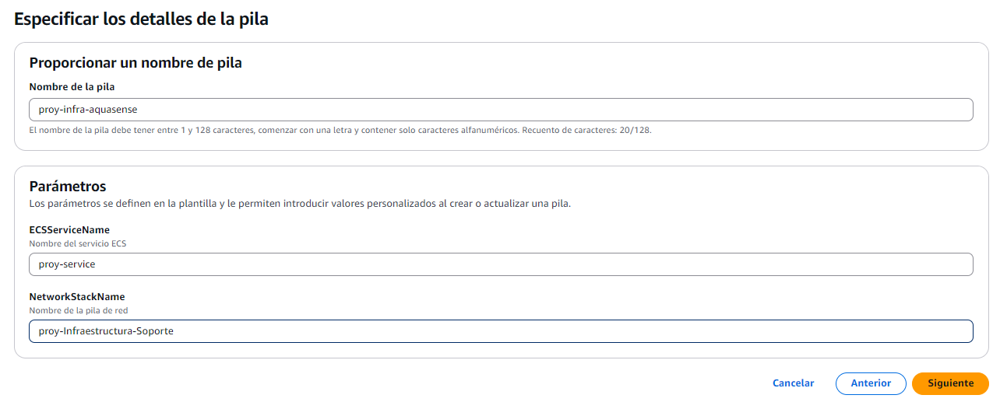 Especificar los detalles de la pila
Proporcionar un nombre de pila
Nombre de la pila
proy-infra-aquasense
El nombre de la pila debe tener entre 1 y 128 caracteres, comenzar con una letra y contener solo caracteres alfanuméricos. Recuento de caracteres: 20/128.
Parámetros
Los parámetros se definen en la plantilla y le permiten introducir valores personalizados al crear o actualizar una pila.
ECSServiceName
Nombre del servicio ECS
proy-service
NetworkStackName
Nombre de la pila de red
proy-Infraestructura-Soporte
Cancelar
Anterior
Siguiente